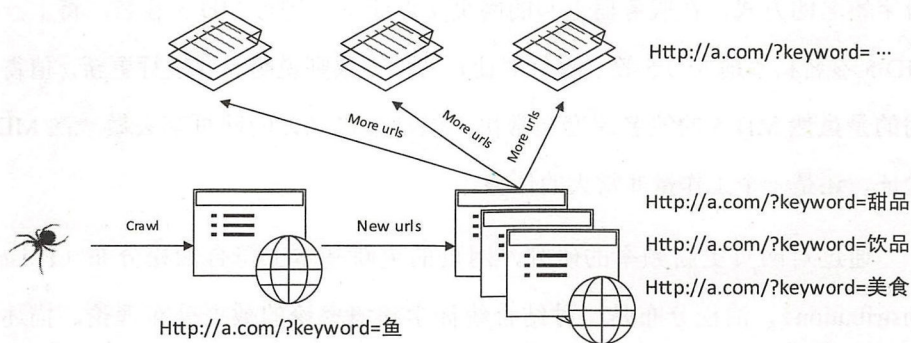 Http://a.com/?keyword= ···
More urls
More urls
More urls
Http://a.com/?keyword=甜品
Crawl
New urls
Http://a.com/?keyword=饮品
Http://a.com/?keyword=美食
Http://a.com/?keyword=鱼